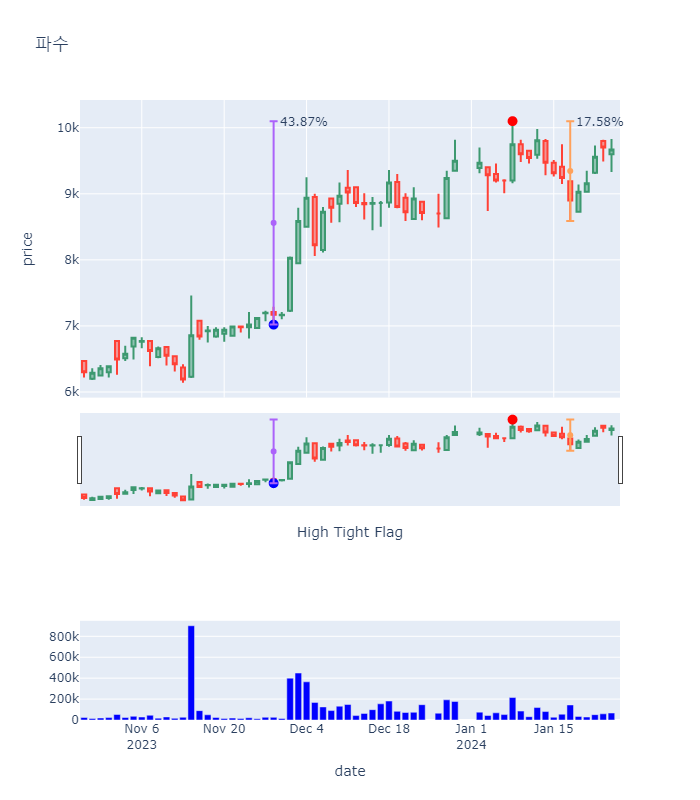 파수
43.87%
17.58%
10k
9k
8k
7k
6k
price
High Tight Flag
800k
600k
400k
200k
0
Nov 6
2023
Nov 20
Dec 4
Dec 18
Jan 1
2024
Jan 15
date